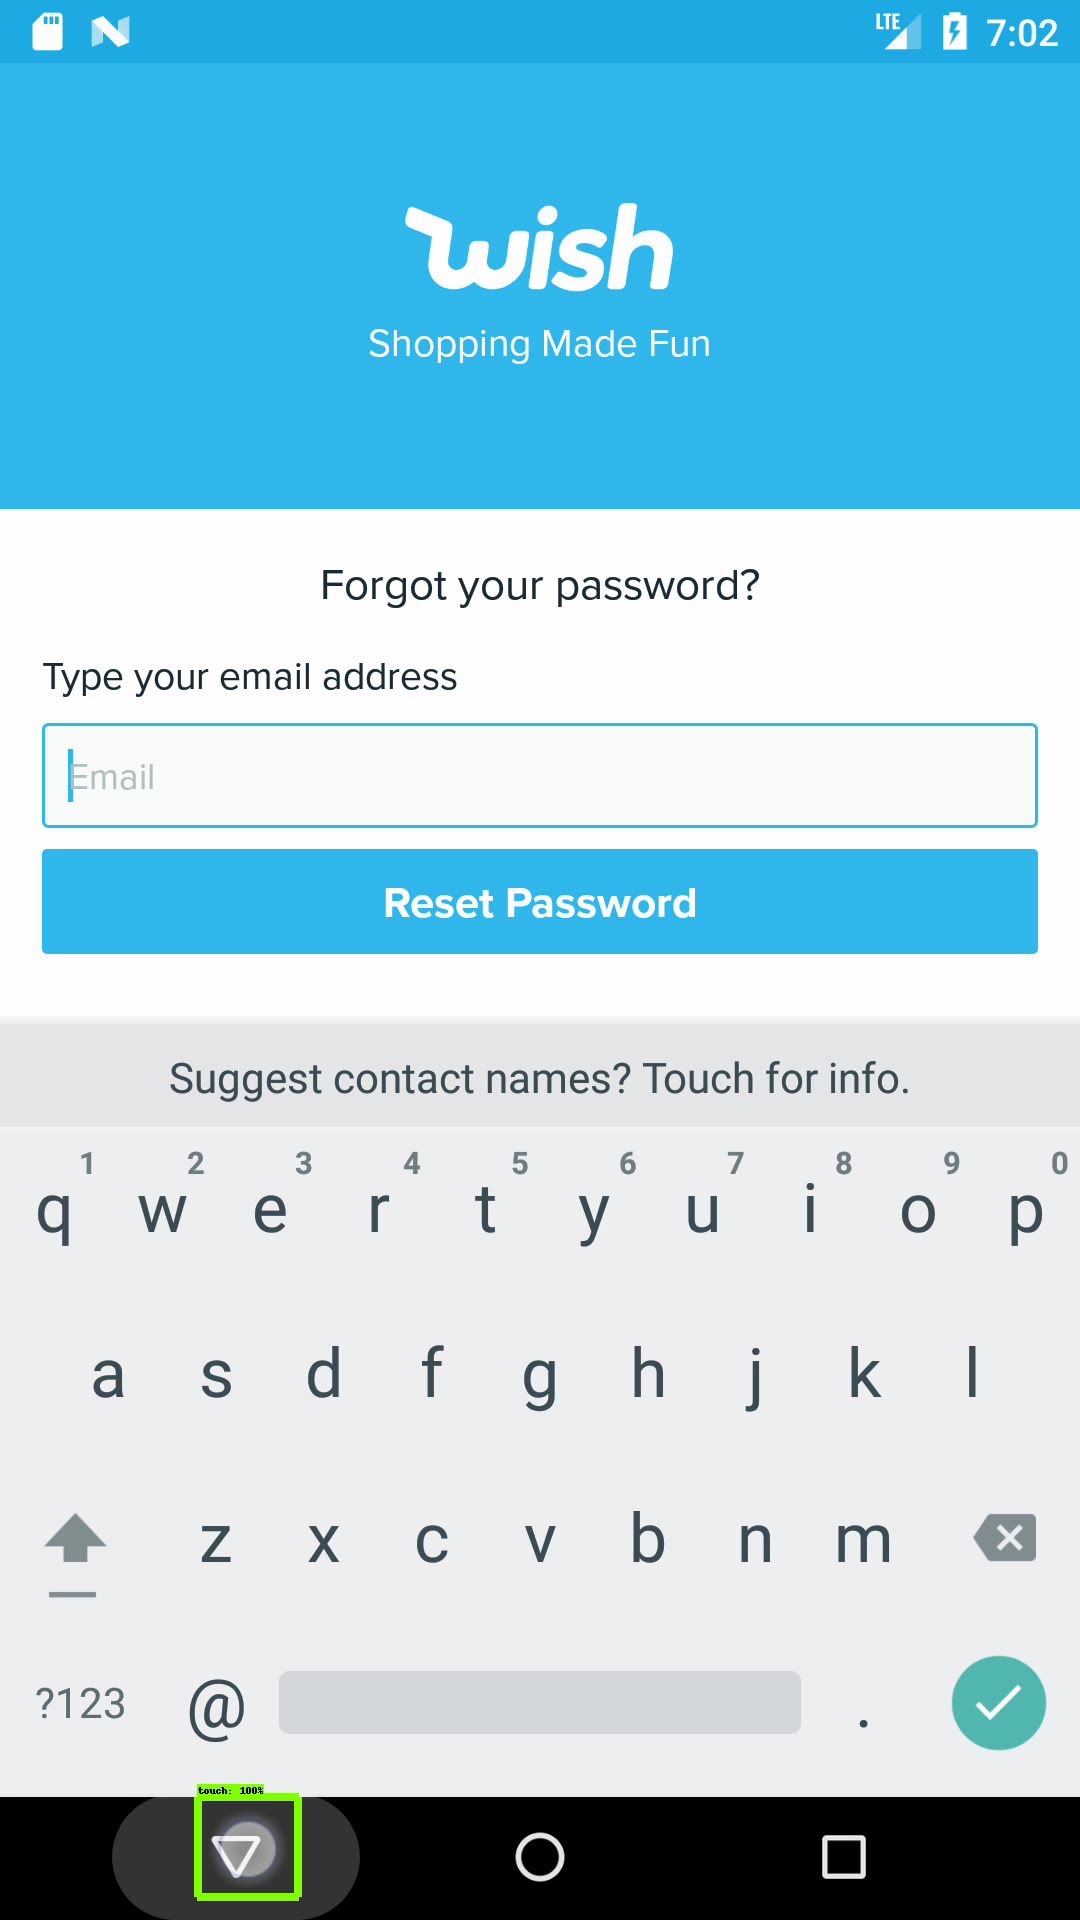 LTE 7:02
wish
Shopping Made Fun
Forgot your password?
Type your email address
Email
Reset Password
Suggest contact names? Touch for info.
1 2 3 4 5 6 7 8 9 0
q w e r t y u i o p
a s d f g h j k l
z x c v b n m
?123 @ .
touch: 100%